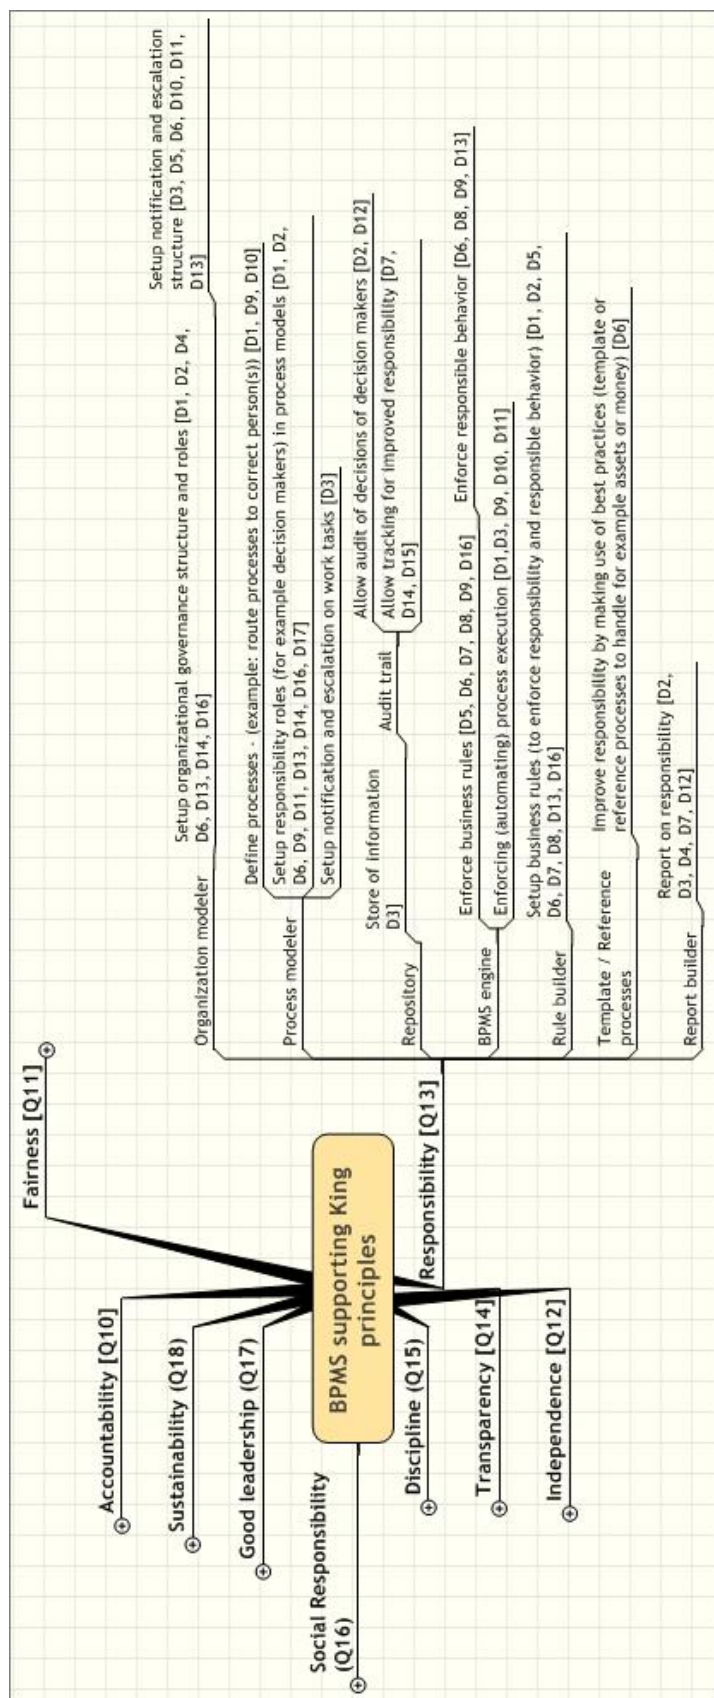 Fairness [Q11]
Accountability [Q10]
Sustainability (Q18)
Good leadership (Q17)
Social Responsibility
(Q16)
BPMS supporting King
principles
Discipline (Q15)
Transparency [Q14]
Independence [Q12]
Responsibility [Q13]
Organization modeler
Setup organizational governance structure and roles [D1, D2, D4,
D6, D13, D14, D16]
Setup notification and escalation
structure [D3, D5, D6, D10, D11,
D13]
Process modeler
Define processes - (example: route processes to correct person(s)) [D1, D9, D10]
Setup responsibility roles (for example decision makers) in process models [D1, D2,
D6, D9, D11, D13, D14, D16, D17]
Setup notification and escalation on work tasks [D3]
Repository
Store of information
D3]
Audit trail
Allow audit of decisions of decision makers [D2, D12]
Allow tracking for improved responsibility [D7,
D14, D15]
BPMS engine
Enforce business rules [D5, D6, D7, D8, D9, D16]
Enforce responsible behavior [D6, D8, D9, D13]
Enforcing (automating) process execution [D1,D3, D9, D10, D11]
Rule builder
Setup business rules (to enforce responsibility and responsible behavior) [D1, D2, D5,
D6, D7, D8, D13, D16]
Template / Reference
processes
Improve responsibility by making use of best practices (template or
reference processes to handle for example assets or money) [D6]
Report builder
Report on responsibility [D2,
D3, D4, D7, D12]